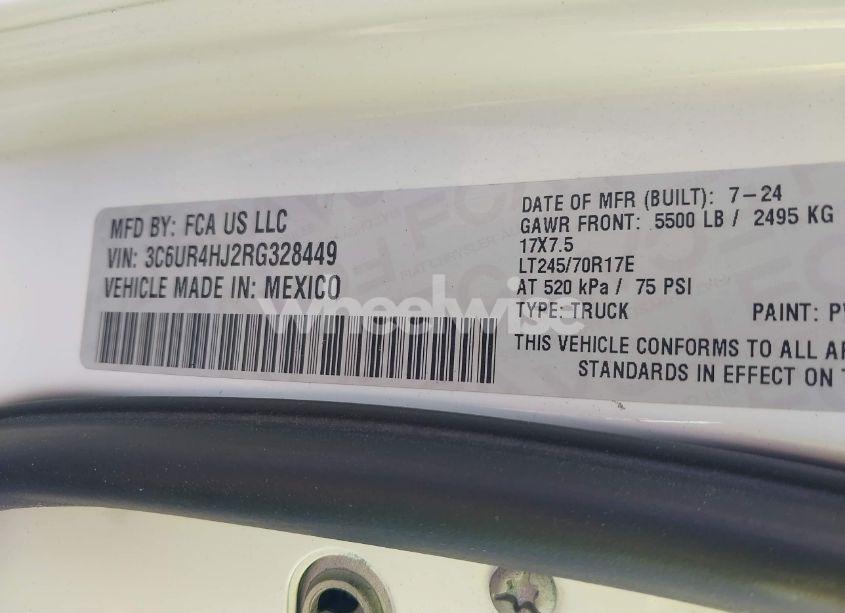 MFD BY: FCA US LLC
VIN: 3C6UR4HJ2RG328449
VEHICLE MADE IN: MEXICO
DATE OF MFR (BUILT): 7-24
GAWR FRONT: 5500 LB / 2495 KG
17X7.5
LT245/70R17E
AT 520 kPa / 75 PSI
TYPE: TRUCK PAINT:
THIS VEHICLE CONFORMS TO ALL
STANDARDS IN EFFECT ON
Wheelwise